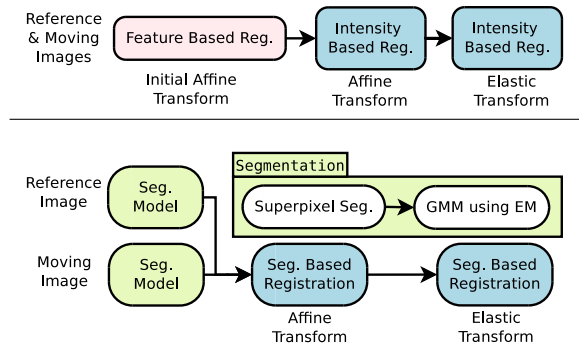 Reference
& Moving
Images
Feature Based Reg.
Intensity
Based Reg.
Intensity
Based Reg.
Initial Affine
Transform
Affine
Transform
Elastic
Transform
Segmentation
Reference
Image
Seg.
Model
Superpixel Seg.
GMM using EM
Moving
Image
Seg.
Model
Seg. Based
Registration
Seg. Based
Registration
Affine
Transform
Elastic
Transform